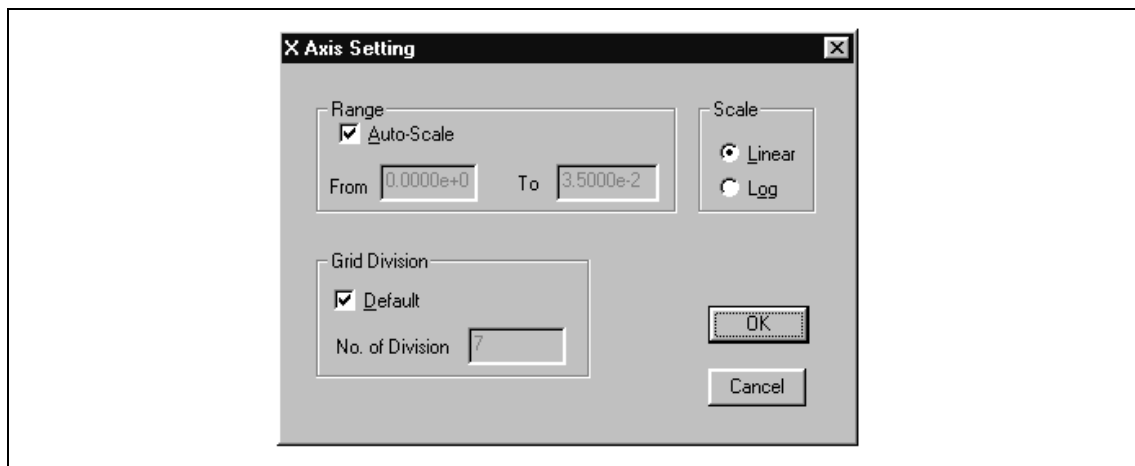 X Axis Setting
Range
Auto-Scale
From 0.0000e+0 To 3.5000e-2
Scale
Linear
Log
Grid Division
Default
No. of Division 7
OK
Cancel